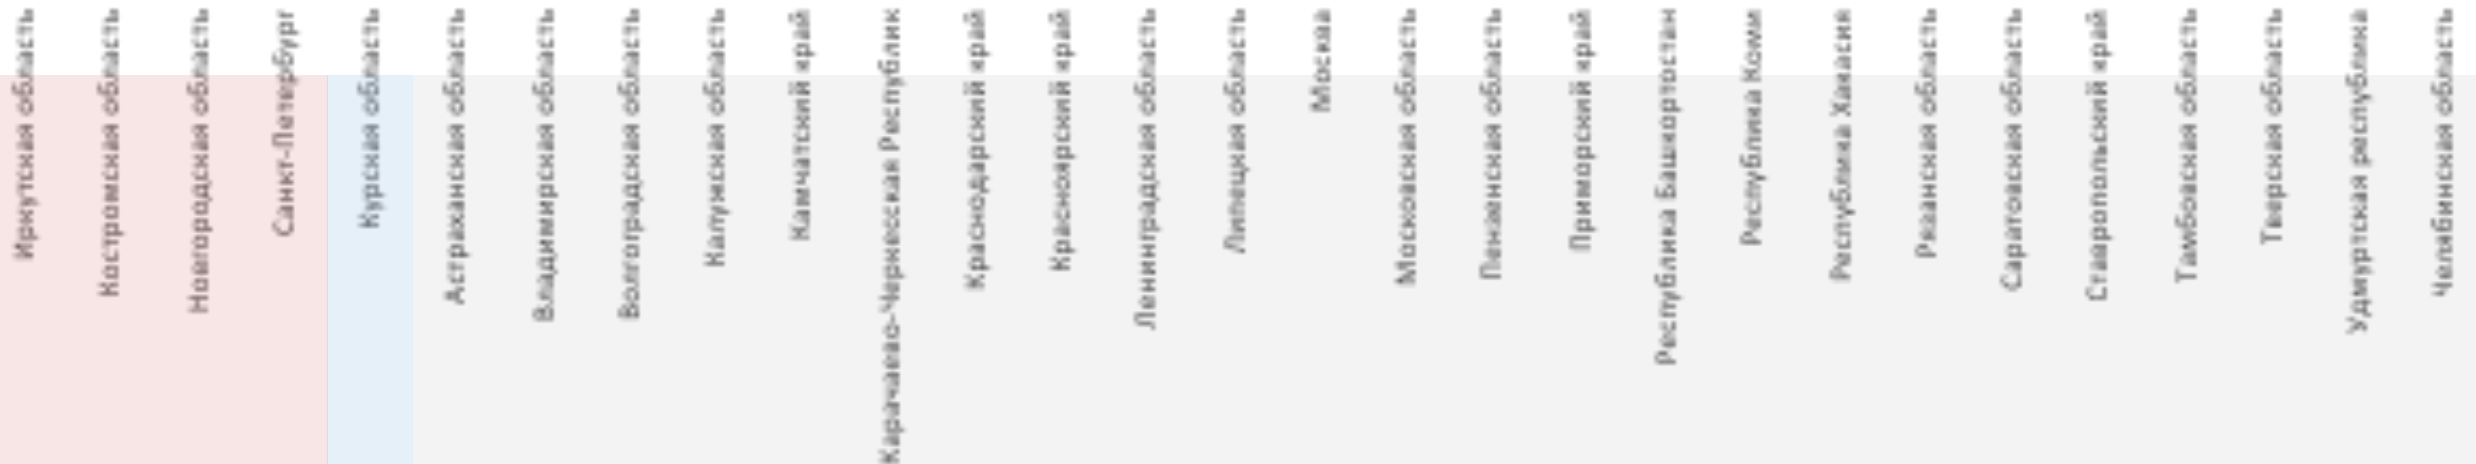 Иркутская область
Костромская область
Новгородская область
Санкт-Петербург
Курская область
Астраханская область
Владимирская область
Волгоградская область
Калужская область
Камчатский край
Карачаево-Черкесская Республик
Краснодарский край
Красноярский край
Ленинградская область
Липецкая область
Москва
Московская область
Пензенская область
Приморский край
Республика Башкортостан
Республика Коми
Республика Хакасия
Рязанская область
Саратовская область
Ставропольский край
Тамбовская область
Тверская область
Удмуртская республика
Челябинская область